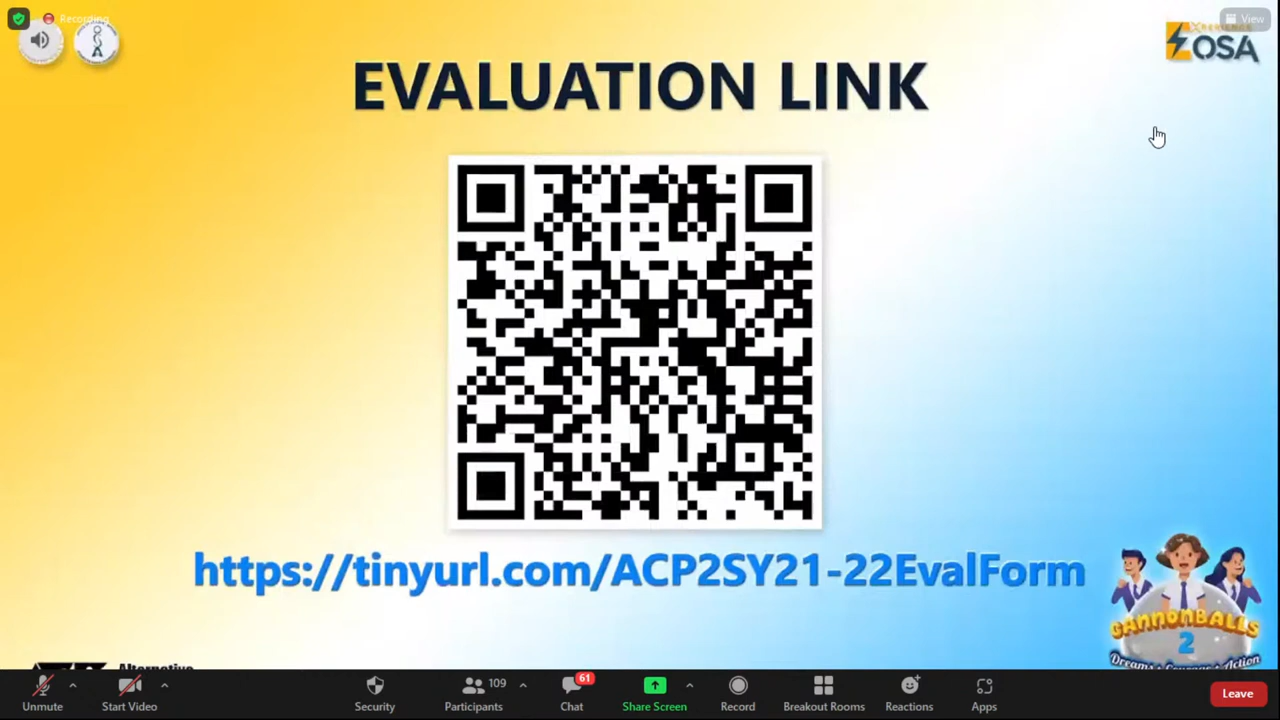 Recording
View
XPERIENCE
OSA
EVALUATION LINK
https://tinyurl.com/ACP2SY21-22EvalForm
CANNONBALLS
2
Dreams • Courage • Action
Alternative
Unmute
Start Video
Security
109
Participants
61
Chat
Share Screen
Record
Breakout Rooms
Reactions
Apps
Leave